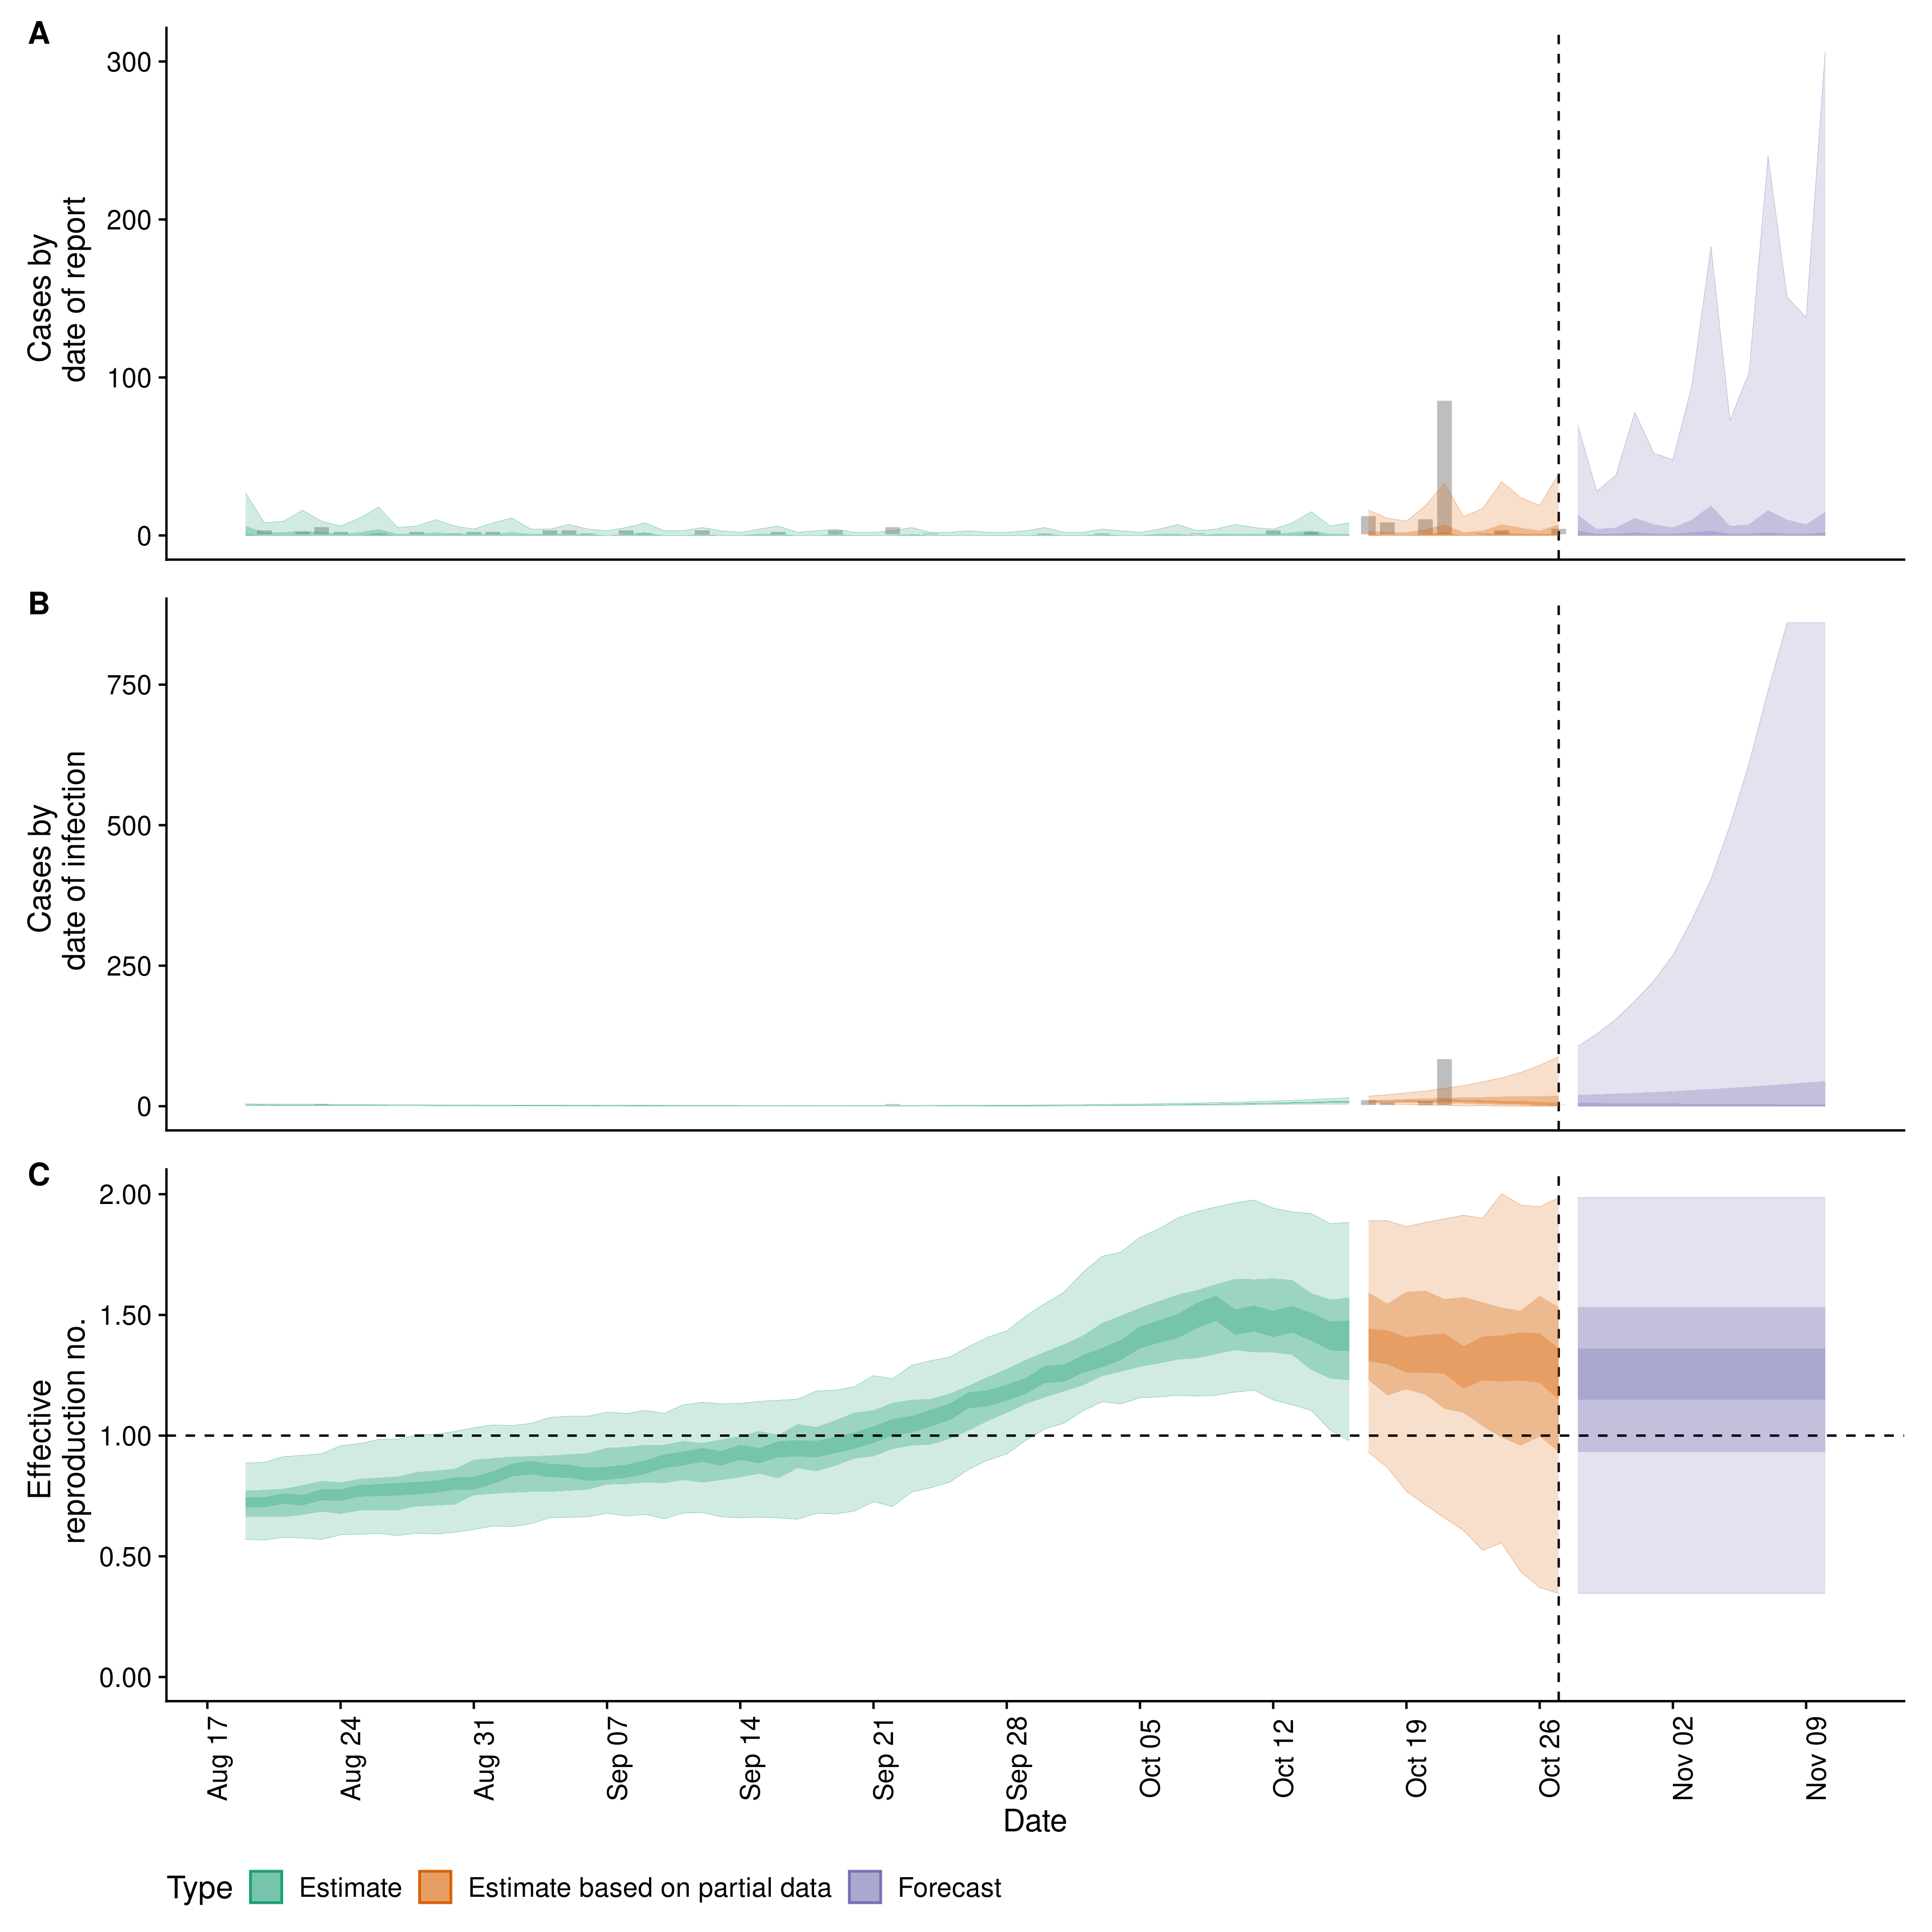 A
300
200
100
0
Cases by
date of report
B
750
500
250
0
Cases by
date of infection
C
2.00
1.50
1.00
0.50
0.00
Effective
reproduction no.
Aug 17
Aug 24
Aug 31
Sep 07
Sep 14
Sep 21
Sep 28
Oct 05
Oct 12
Oct 19
Oct 26
Nov 02
Nov 09
Date
Type Estimate Estimate based on partial data Forecast